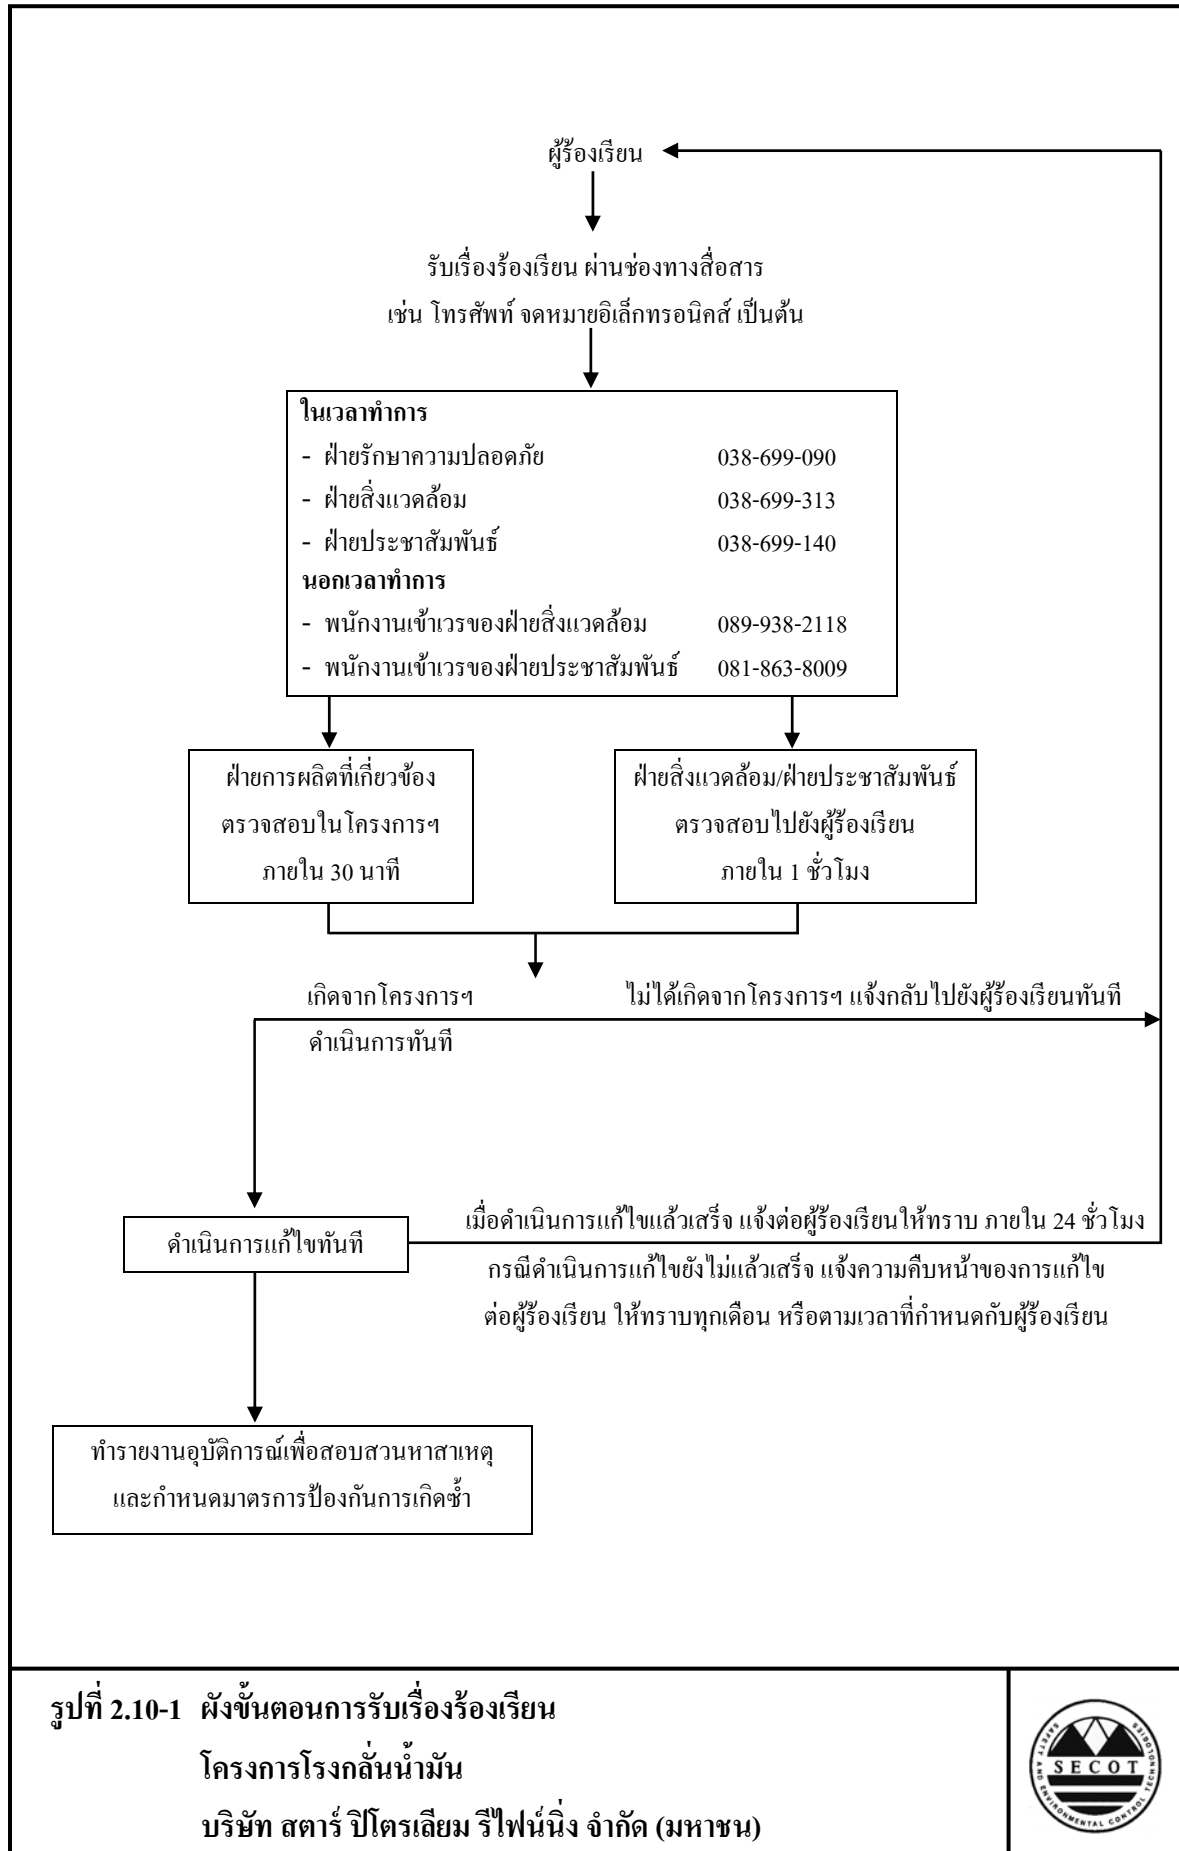 ผู้ร้องเรียน
รับเรื่องร้องเรียน ผ่านช่องทางสื่อสาร
เช่น โทรศัพท์ จดหมายอิเล็กทรอนิคส์ เป็นต้น
ในเวลาทำการ
- ฝ่ายรักษาความปลอดภัย 038-699-090
- ฝ่ายสิ่งแวดล้อม 038-699-313
- ฝ่ายประชาสัมพันธ์ 038-699-140
นอกเวลาทำการ
- พนักงานเข้าเวรของฝ่ายสิ่งแวดล้อม 089-938-2118
- พนักงานเข้าเวรของฝ่ายประชาสัมพันธ์ 081-863-8009
ฝ่ายการผลิตที่เกี่ยวข้อง
ตรวจสอบในโครงการฯ
ภายใน 30 นาที
ฝ่ายสิ่งแวดล้อม/ฝ่ายประชาสัมพันธ์
ตรวจสอบไปยังผู้ร้องเรียน
ภายใน 1 ชั่วโมง
เกิดจากโครงการฯ
ดำเนินการทันที
ไม่ได้เกิดจากโครงการฯ แจ้งกลับไปยังผู้ร้องเรียนทันที
ดำเนินการแก้ไขทันที
เมื่อดำเนินการแก้ไขแล้วเสร็จ แจ้งต่อผู้ร้องเรียนให้ทราบ ภายใน 24 ชั่วโมง
กรณีดำเนินการแก้ไขยังไม่แล้วเสร็จ แจ้งความคืบหน้าของการแก้ไข
ต่อผู้ร้องเรียน ให้ทราบทุกเดือน หรือตามเวลาที่กำหนดกับผู้ร้องเรียน
ทำรายงานอุบัติการณ์เพื่อสอบสวนหาสาเหตุ
และกำหนดมาตรการป้องกันการเกิดซ้ำ
รูปที่ 2.10-1 ผังขั้นตอนการรับเรื่องร้องเรียน
โครงการโรงกลั่นน้ำมัน
บริษัท สตาร์ ปิโตรเลียม รีไฟน์นิ่ง จำกัด (มหาชน)
SECOT
SAFETY AND ENVIRONMENTAL CONTROL TECHNOLOGIES